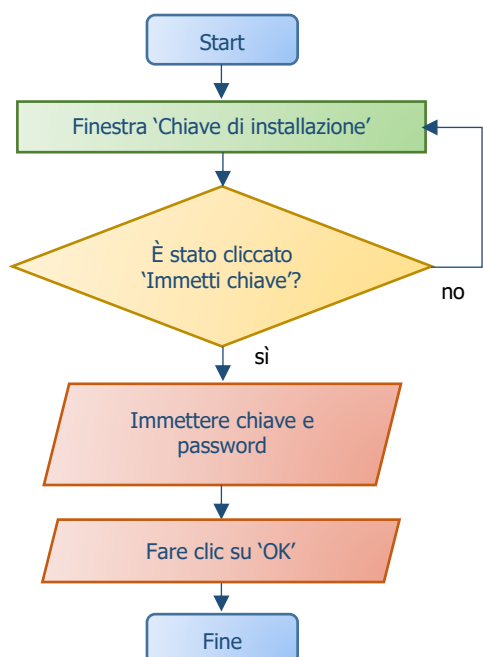 Start
Finestra ‘Chiave di installazione’
È stato cliccato
‘Immetti chiave’?
no
sì
Immettere chiave e
password
Fare clic su ‘OK’
Fine